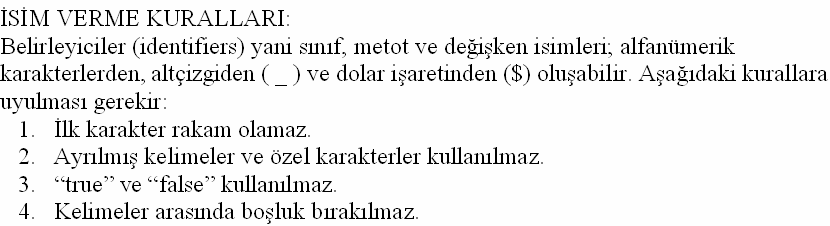 İSİM VERME KURALLARI:
Belirleyiciler (identifiers) yani sınıf, metot ve değişken isimleri; alfanümerik
karakterlerden, altçizgiden ( _ ) ve dolar işaretinden ($) oluşabilir. Aşağıdaki kurallara
uyulması gerekir:
1. İlk karakter rakam olamaz.
2. Ayrılmış kelimeler ve özel karakterler kullanılmaz.
3. “true” ve “false” kullanılmaz.
4. Kelimeler arasında boşluk bırakılmaz.